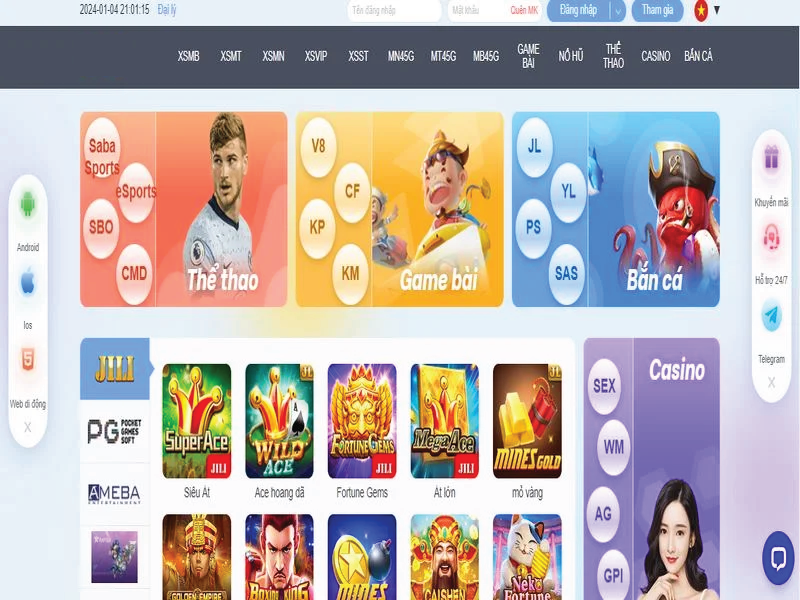 2024-01-04 21:01:15 Đại lý
Tên đăng nhập
Mật khẩu
Quên MK
Đăng nhập
Tham gia
XSMB XSMT XSMN XSVIP XSST MN45G MT45G MB45G GAME BÀI NỔ HŨ THỂ THAO CASINO BẮN CÁ
Saba
Sports
eSports
SBO
CMD
Thể thao
V8
CF
KP
KM
Game bài
JL
YL
PS
SAS
Bắn cá
Android
Ios
Web di động
Khuyến mãi
Hỗ trợ 24/7
Telegram
JILI
PG POCKET
GAMES
SOFT
AMEBA
ENTERTAINMENT
Super Ace
JILI
Siêu Át
WILD
ACE
Ace hoang dã
FORTUNE GEMS
JILI
Fortune Gems
Mega Ace
JILI
Át lớn
MINES GOLD
mỏ vàng
GOLDEN EMPIRE
BOXING KING
MINES
CAISHEN
Neko
Fortune
Casino
SEX
WM
AG
GPI